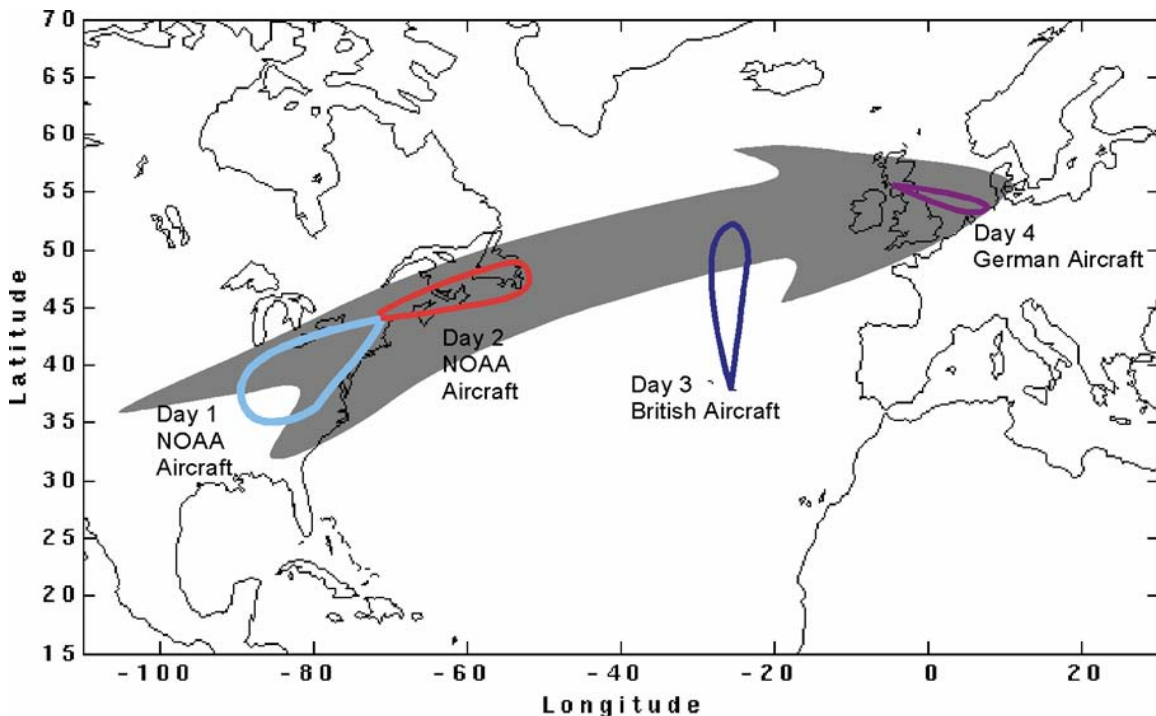 70
65
60
55
50
45
40
35
30
25
20
15
Latitude
Day 1
NOAA
Aircraft
Day 2
NOAA
Aircraft
Day 3
British Aircraft
Day 4
German Aircraft
-100
-80
-60
-40
-20
0
20
Longitude